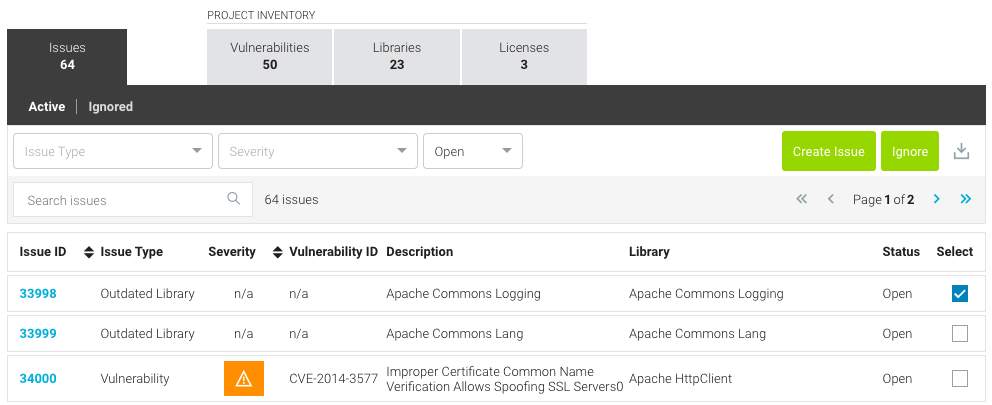 PROJECT INVENTORY
Issues
64
Vulnerabilities
50
Libraries
23
Licenses
3
Active | Ignored
Issue Type Severity Open Create Issue Ignore
Search issues 64 issues Page 1 of 2
Issue ID Issue Type Severity Vulnerability ID Description Library Status Select
33998 Outdated Library n/a n/a Apache Commons Logging Apache Commons Logging Open
33999 Outdated Library n/a n/a Apache Commons Lang Apache Commons Lang Open
34000 Vulnerability CVE-2014-3577 Improper Certificate Common Name
Verification Allows Spoofing SSL Servers0 Apache HttpClient Open